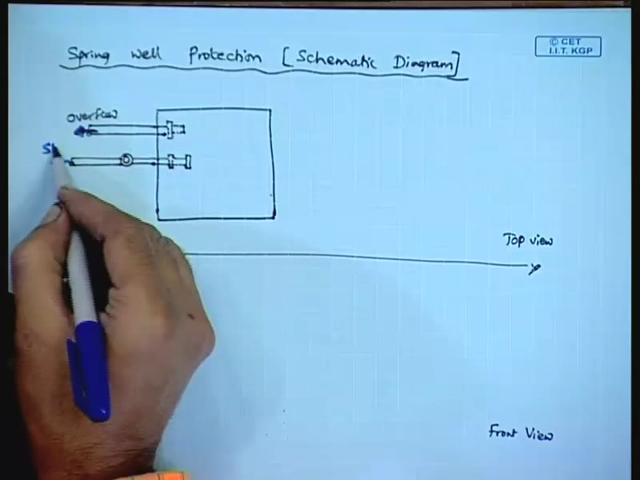 Spring well Protection [Schematic Diagram]
© CET
I.I.T. KGP
overflow
Top view
Front View